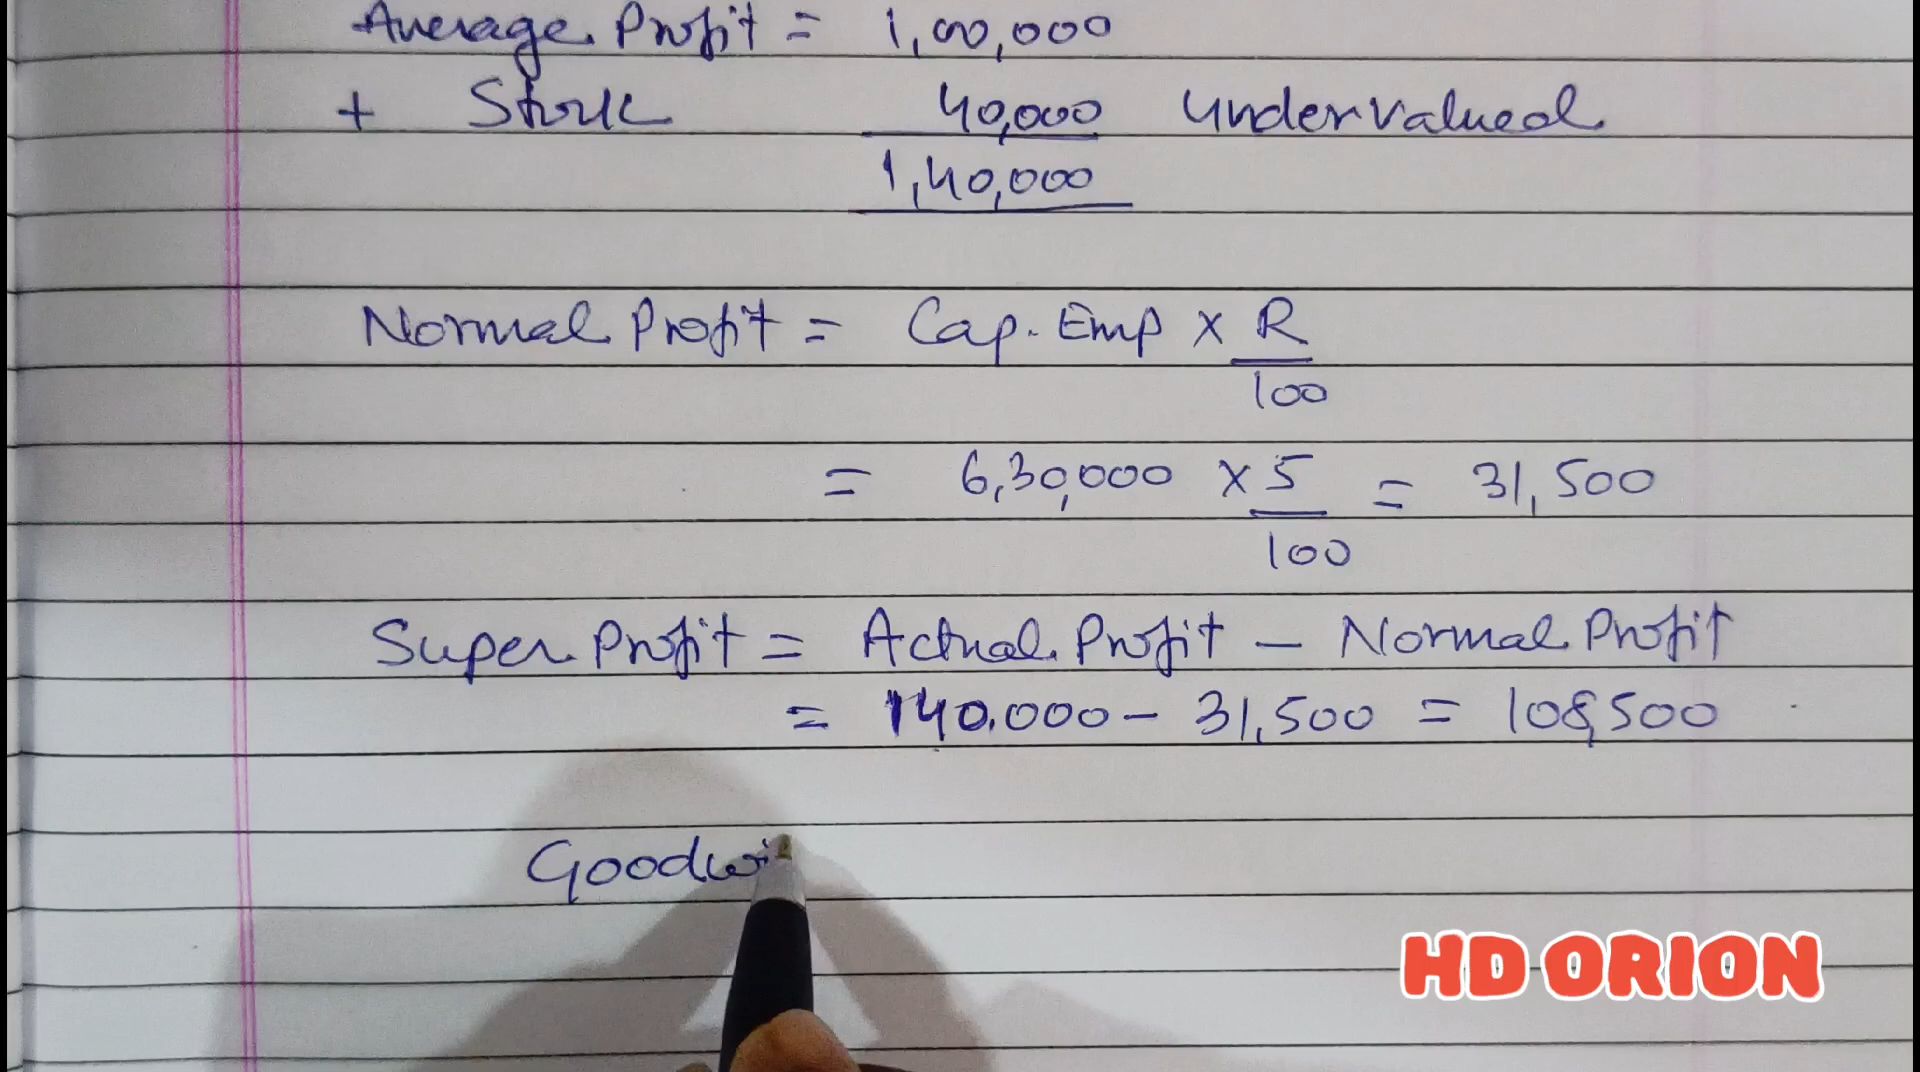 Average Profit = 1,00,000
+ Stock 40,000 undervalued
1,40,000
Normal Profit = Cap. Emp x R
100
= 6,30,000 x 5 = 31,500
100
Super Profit = Actual Profit - Normal Profit
= 140.000 - 31,500 = 108,500
Goodwi
HD ORION